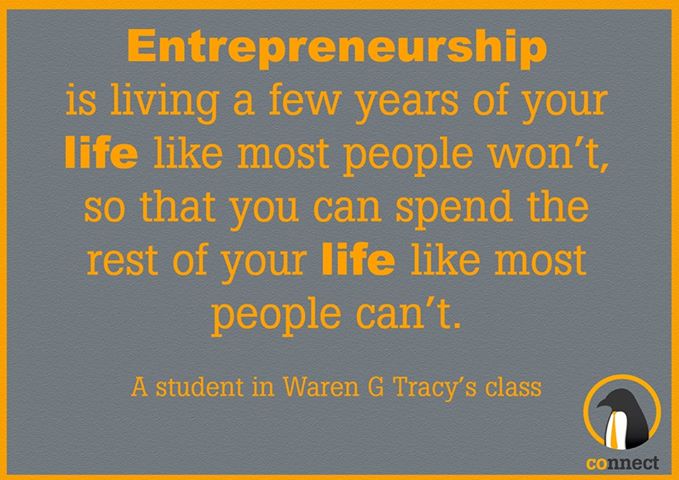 Entrepreneurship
is living a few years of your
life like most people won't,
so that you can spend the
rest of your life like most
people can't.
A student in Waren G Tracy's class
connect